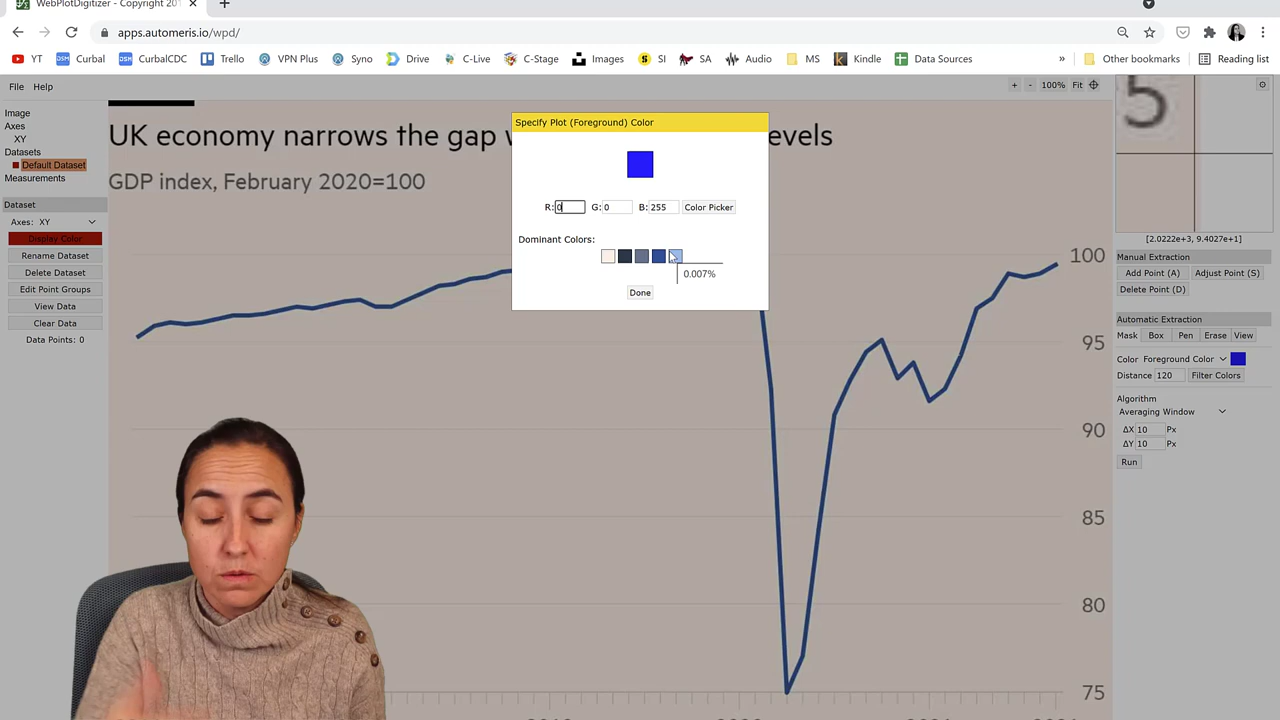 WebPlotDigitizer - Copyright 201
apps.automeris.io/wpd/
YT Curbal CurbalCDC Trello VPN Plus Syno Drive C-Live C-Stage Images SI SA Audio MS Kindle Data Sources » Other bookmarks Reading list
File Help
+ - 100% Fit
Image
Axes
XY
Datasets
Default Dataset
Measurements
Dataset
Axes: XY
Display Color
Rename Dataset
Delete Dataset
Edit Point Groups
View Data
Clear Data
Data Points: 0
UK economy narrows the gap
evels
GDP index, February 2020=100
100
95
90
85
80
75
Specify Plot (Foreground) Color
R: 0 G: 0 B: 255 Color Picker
Dominant Colors:
0.007%
Done
5
[2.0222e+3, 9.4027e+1]
Manual Extraction
Add Point (A) Adjust Point (S)
Delete Point (D)
Automatic Extraction
Mask Box Pen Erase View
Color Foreground Color
Distance 120 Filter Colors
Algorithm
Averaging Window
ΔX 10 Px
ΔY 10 Px
Run